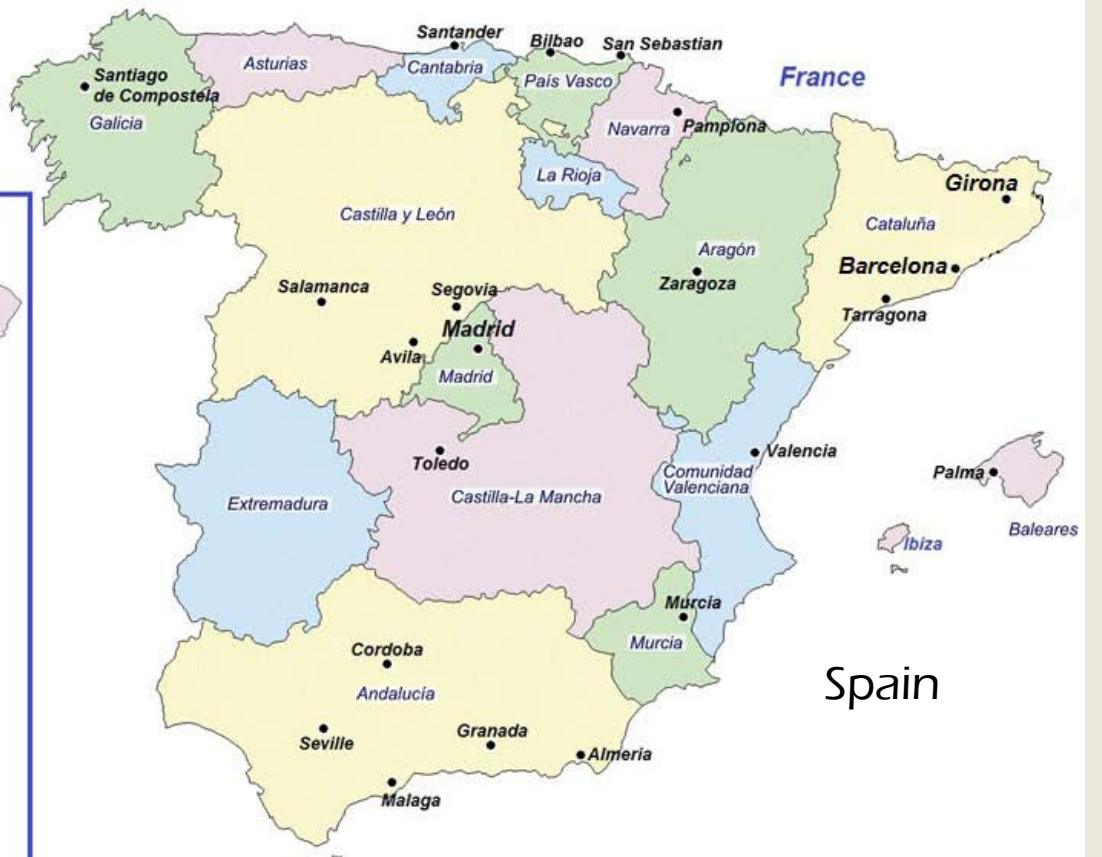 Santander
Bilbao
San Sebastian
Asturias
Cantabria
País Vasco
France
Santiago
de Compostela
Galicia
Navarra
Pamplona
La Rioja
Girona
Castilla y León
Cataluña
Aragón
Barcelona
Zaragoza
Salamanca
Segovia
Tarragona
Madrid
Avila
Madrid
Valencia
Toledo
Comunidad
Valenciana
Palma
Castilla-La Mancha
Extremadura
Baleares
Ibiza
Murcia
Murcia
Cordoba
Andalucía
Spain
Seville
Granada
Almeria
Malaga